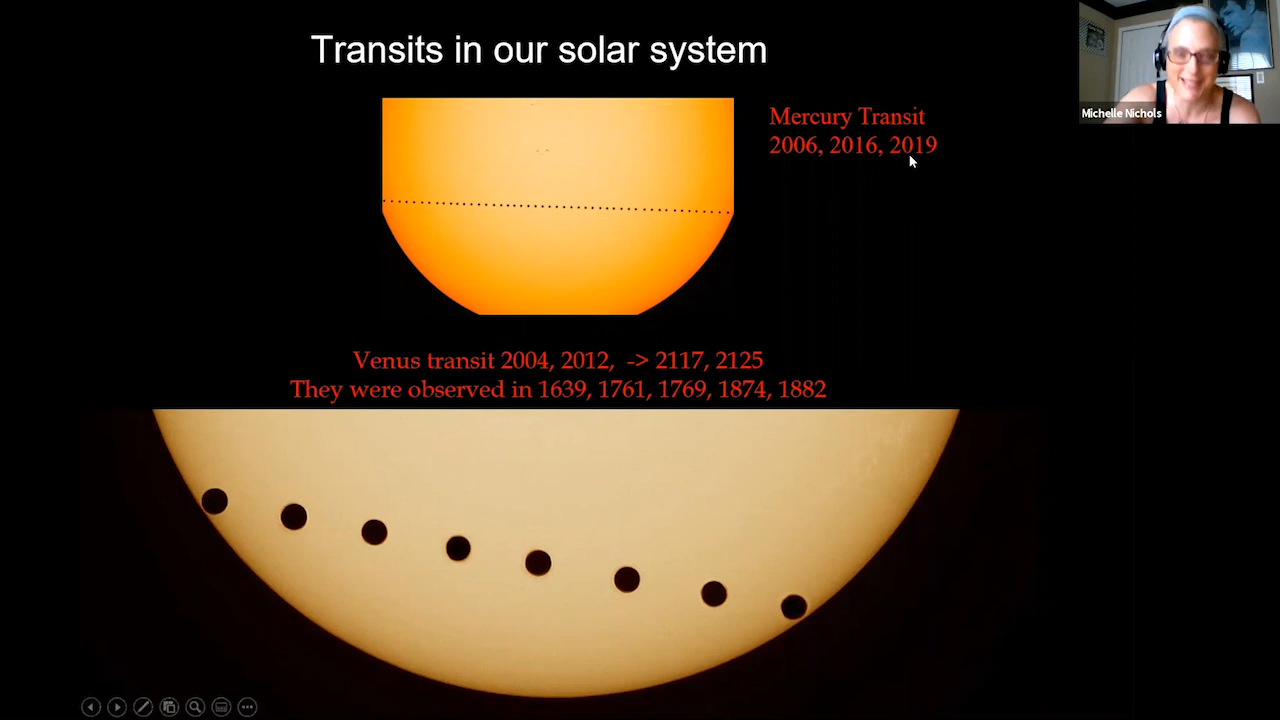 Transits in our solar system
Mercury Transit
2006, 2016, 2019
Michelle Nichols
Venus transit 2004, 2012,  -> 2117, 2125
They were observed in 1639, 1761, 1769, 1874, 1882